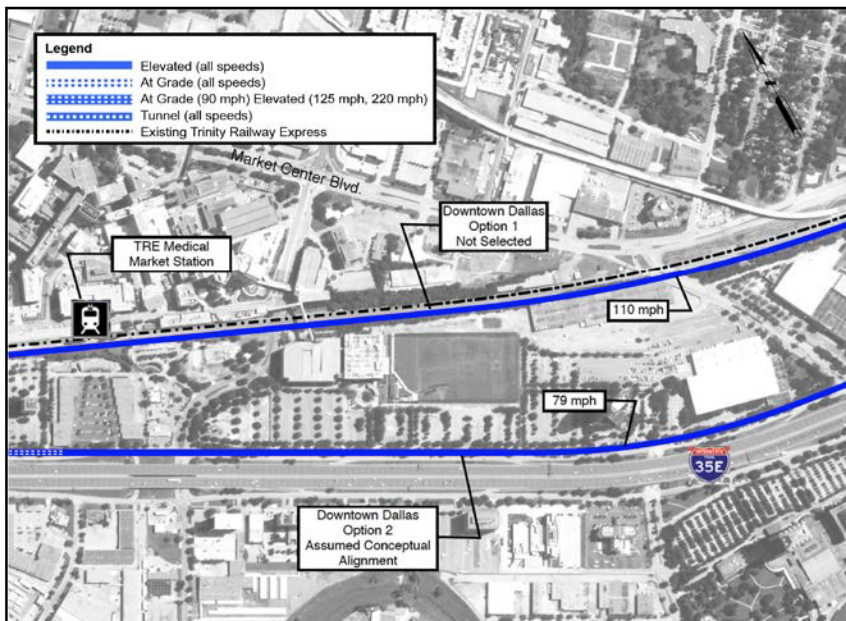 Legend
Elevated (all speeds)
At Grade (all speeds)
At Grade (90 mph) Elevated (125 mph, 220 mph)
Tunnel (all speeds)
Existing Trinity Railway Express
Market Center Blvd.
Downtown Dallas
Option 1
Not Selected
TRE Medical
Market Station
110 mph
79 mph
INTERSTATE
35E
Downtown Dallas
Option 2
Assumed Conceptual
Alignment